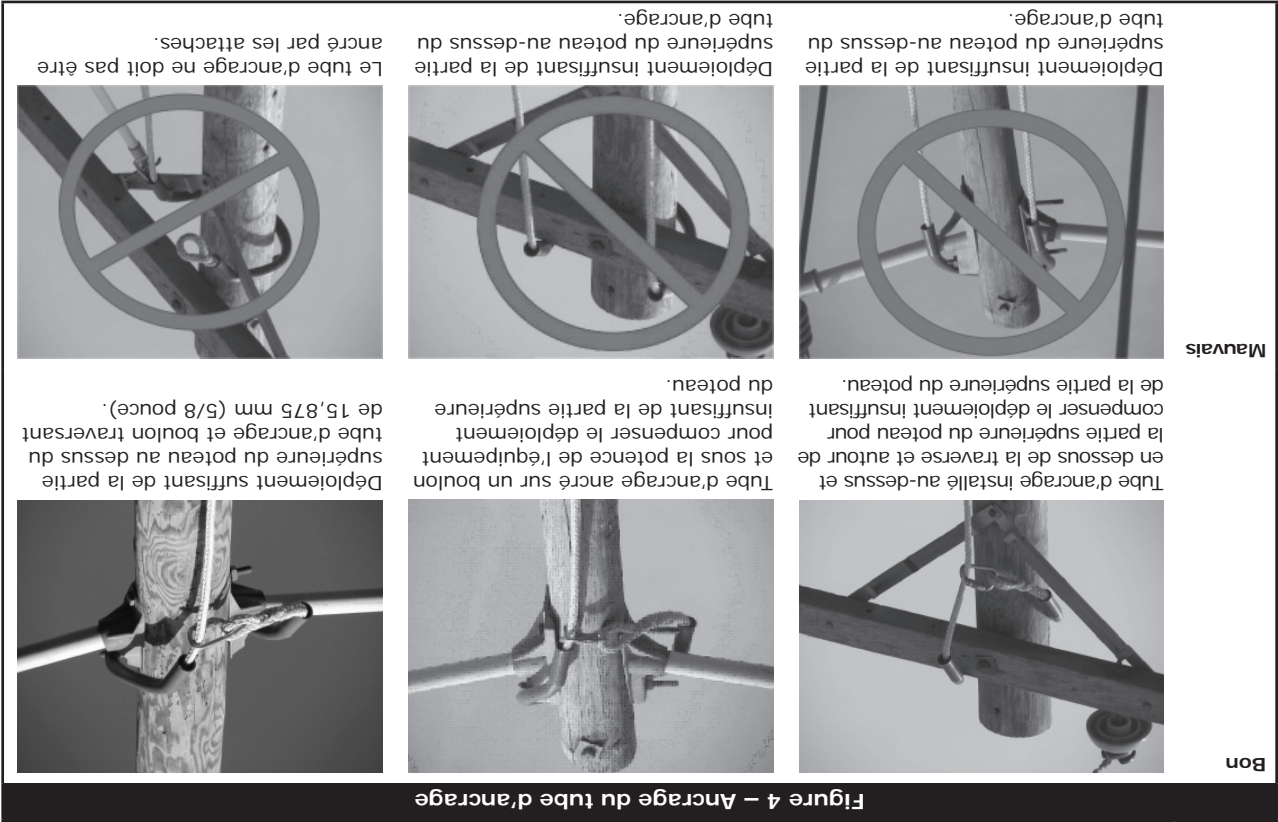 Figure 4 – Ancrage du tube d'ancrage
Bon
Tube d'ancrage installé au-dessus et
en dessous de la traverse et autour de
la partie supérieure du poteau pour
compenser le déploiement insuffisant
de la partie supérieure du poteau.
Tube d'ancrage ancré sur un boulon
et sous la potence de l'équipement
pour compenser le déploiement
insuffisant de la partie supérieure
du poteau.
Déploiement suffisant de la partie
supérieure du poteau au dessus du
tube d'ancrage et boulon traversant
de 15,875 mm (5/8 pouce).
Mauvais
Déploiement insuffisant de la partie
supérieure du poteau au-dessus du
tube d'ancrage.
Déploiement insuffisant de la partie
supérieure du poteau au-dessus du
tube d'ancrage.
Le tube d'ancrage ne doit pas être
ancré par les attaches.